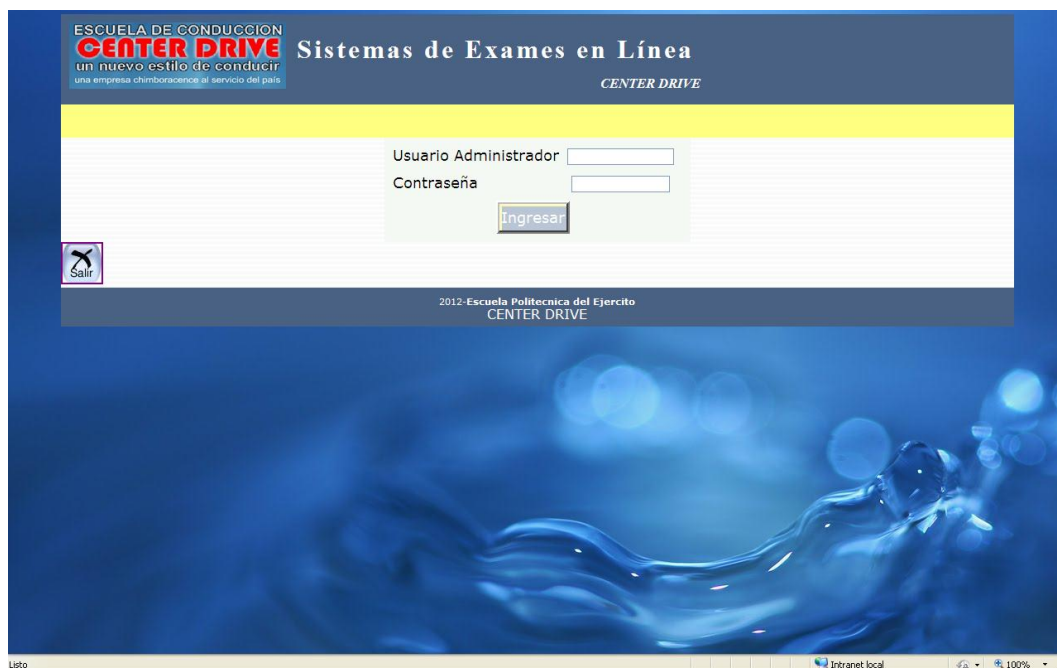 ESCUELA DE CONDUCCION
CENTER DRIVE
un nuevo estilo de conducir
una empresa chimboracence al servicio del país
Sistemas de Exames en Línea
CENTER DRIVE
Usuario Administrador
Contraseña
Ingresar
Salir
2012-Escuela Politecnica del Ejercito
CENTER DRIVE
Listo
Intranet local
100%